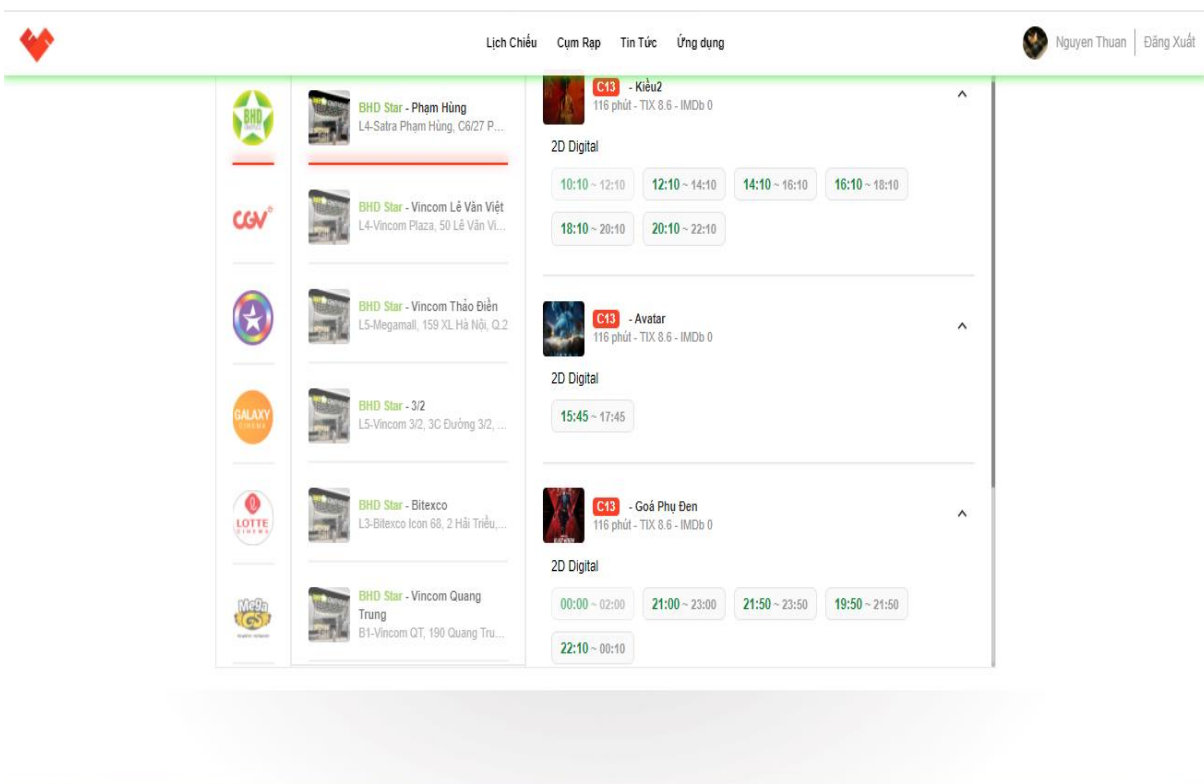 Lịch Chiếu Cụm Rạp Tin Tức Ứng dụng
Nguyen Thuan Đăng Xuất
BHD
CGV
GALAXY
CINEMA
LOTTE
CINEMA
Mega
GS
BHD Star - Phạm Hùng
L4-Satra Phạm Hùng, C6/27 P...
BHD Star - Vincom Lê Văn Việt
L4-Vincom Plaza, 50 Lê Văn Vi...
BHD Star - Vincom Thảo Điền
L5-Megamall, 159 XL Hà Nội, Q.2
BHD Star - 3/2
L5-Vincom 3/2, 3C Đường 3/2, ...
BHD Star - Bitexco
L3-Bitexco Icon 68, 2 Hải Triều,...
BHD Star - Vincom Quang
Trung
B1-Vincom QT, 190 Quang Tru...
C13 - Kiều2
116 phút - TIX 8.6 - IMDb 0
2D Digital
10:10 ~ 12:10 12:10 ~ 14:10 14:10 ~ 16:10 16:10 ~ 18:10
18:10 ~ 20:10 20:10 ~ 22:10
C13 - Avatar
116 phút - TIX 8.6 - IMDb 0
2D Digital
15:45 ~ 17:45
C13 - Goá Phụ Đen
116 phút - TIX 8.6 - IMDb 0
2D Digital
00:00 ~ 02:00 21:00 ~ 23:00 21:50 ~ 23:50 19:50 ~ 21:50
22:10 ~ 00:10